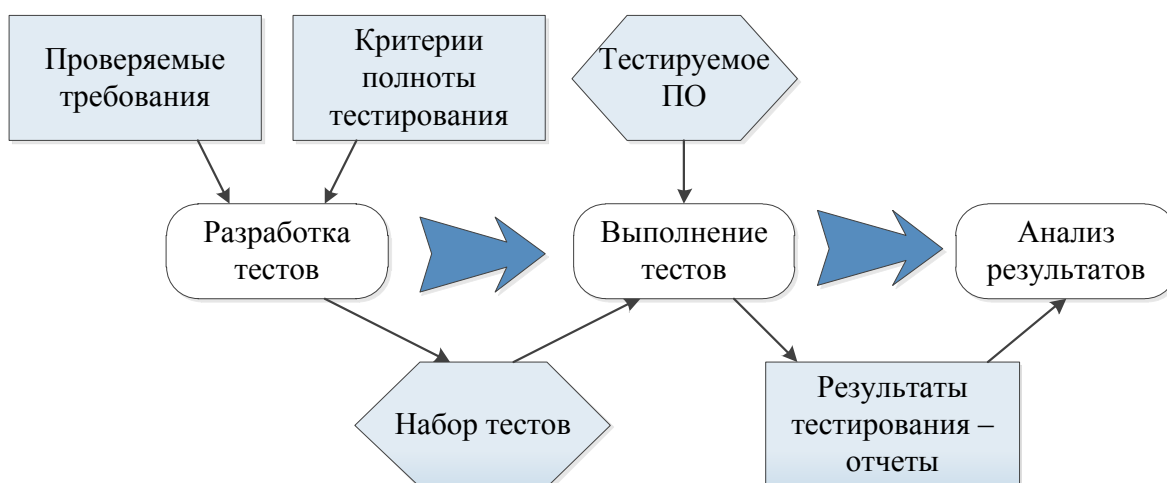 Проверяемые
требования
Критерии
полноты
тестирования
Тестируемое
ПО
Разработка
тестов
Выполнение
тестов
Анализ
результатов
Набор тестов
Результаты
тестирования –
отчеты